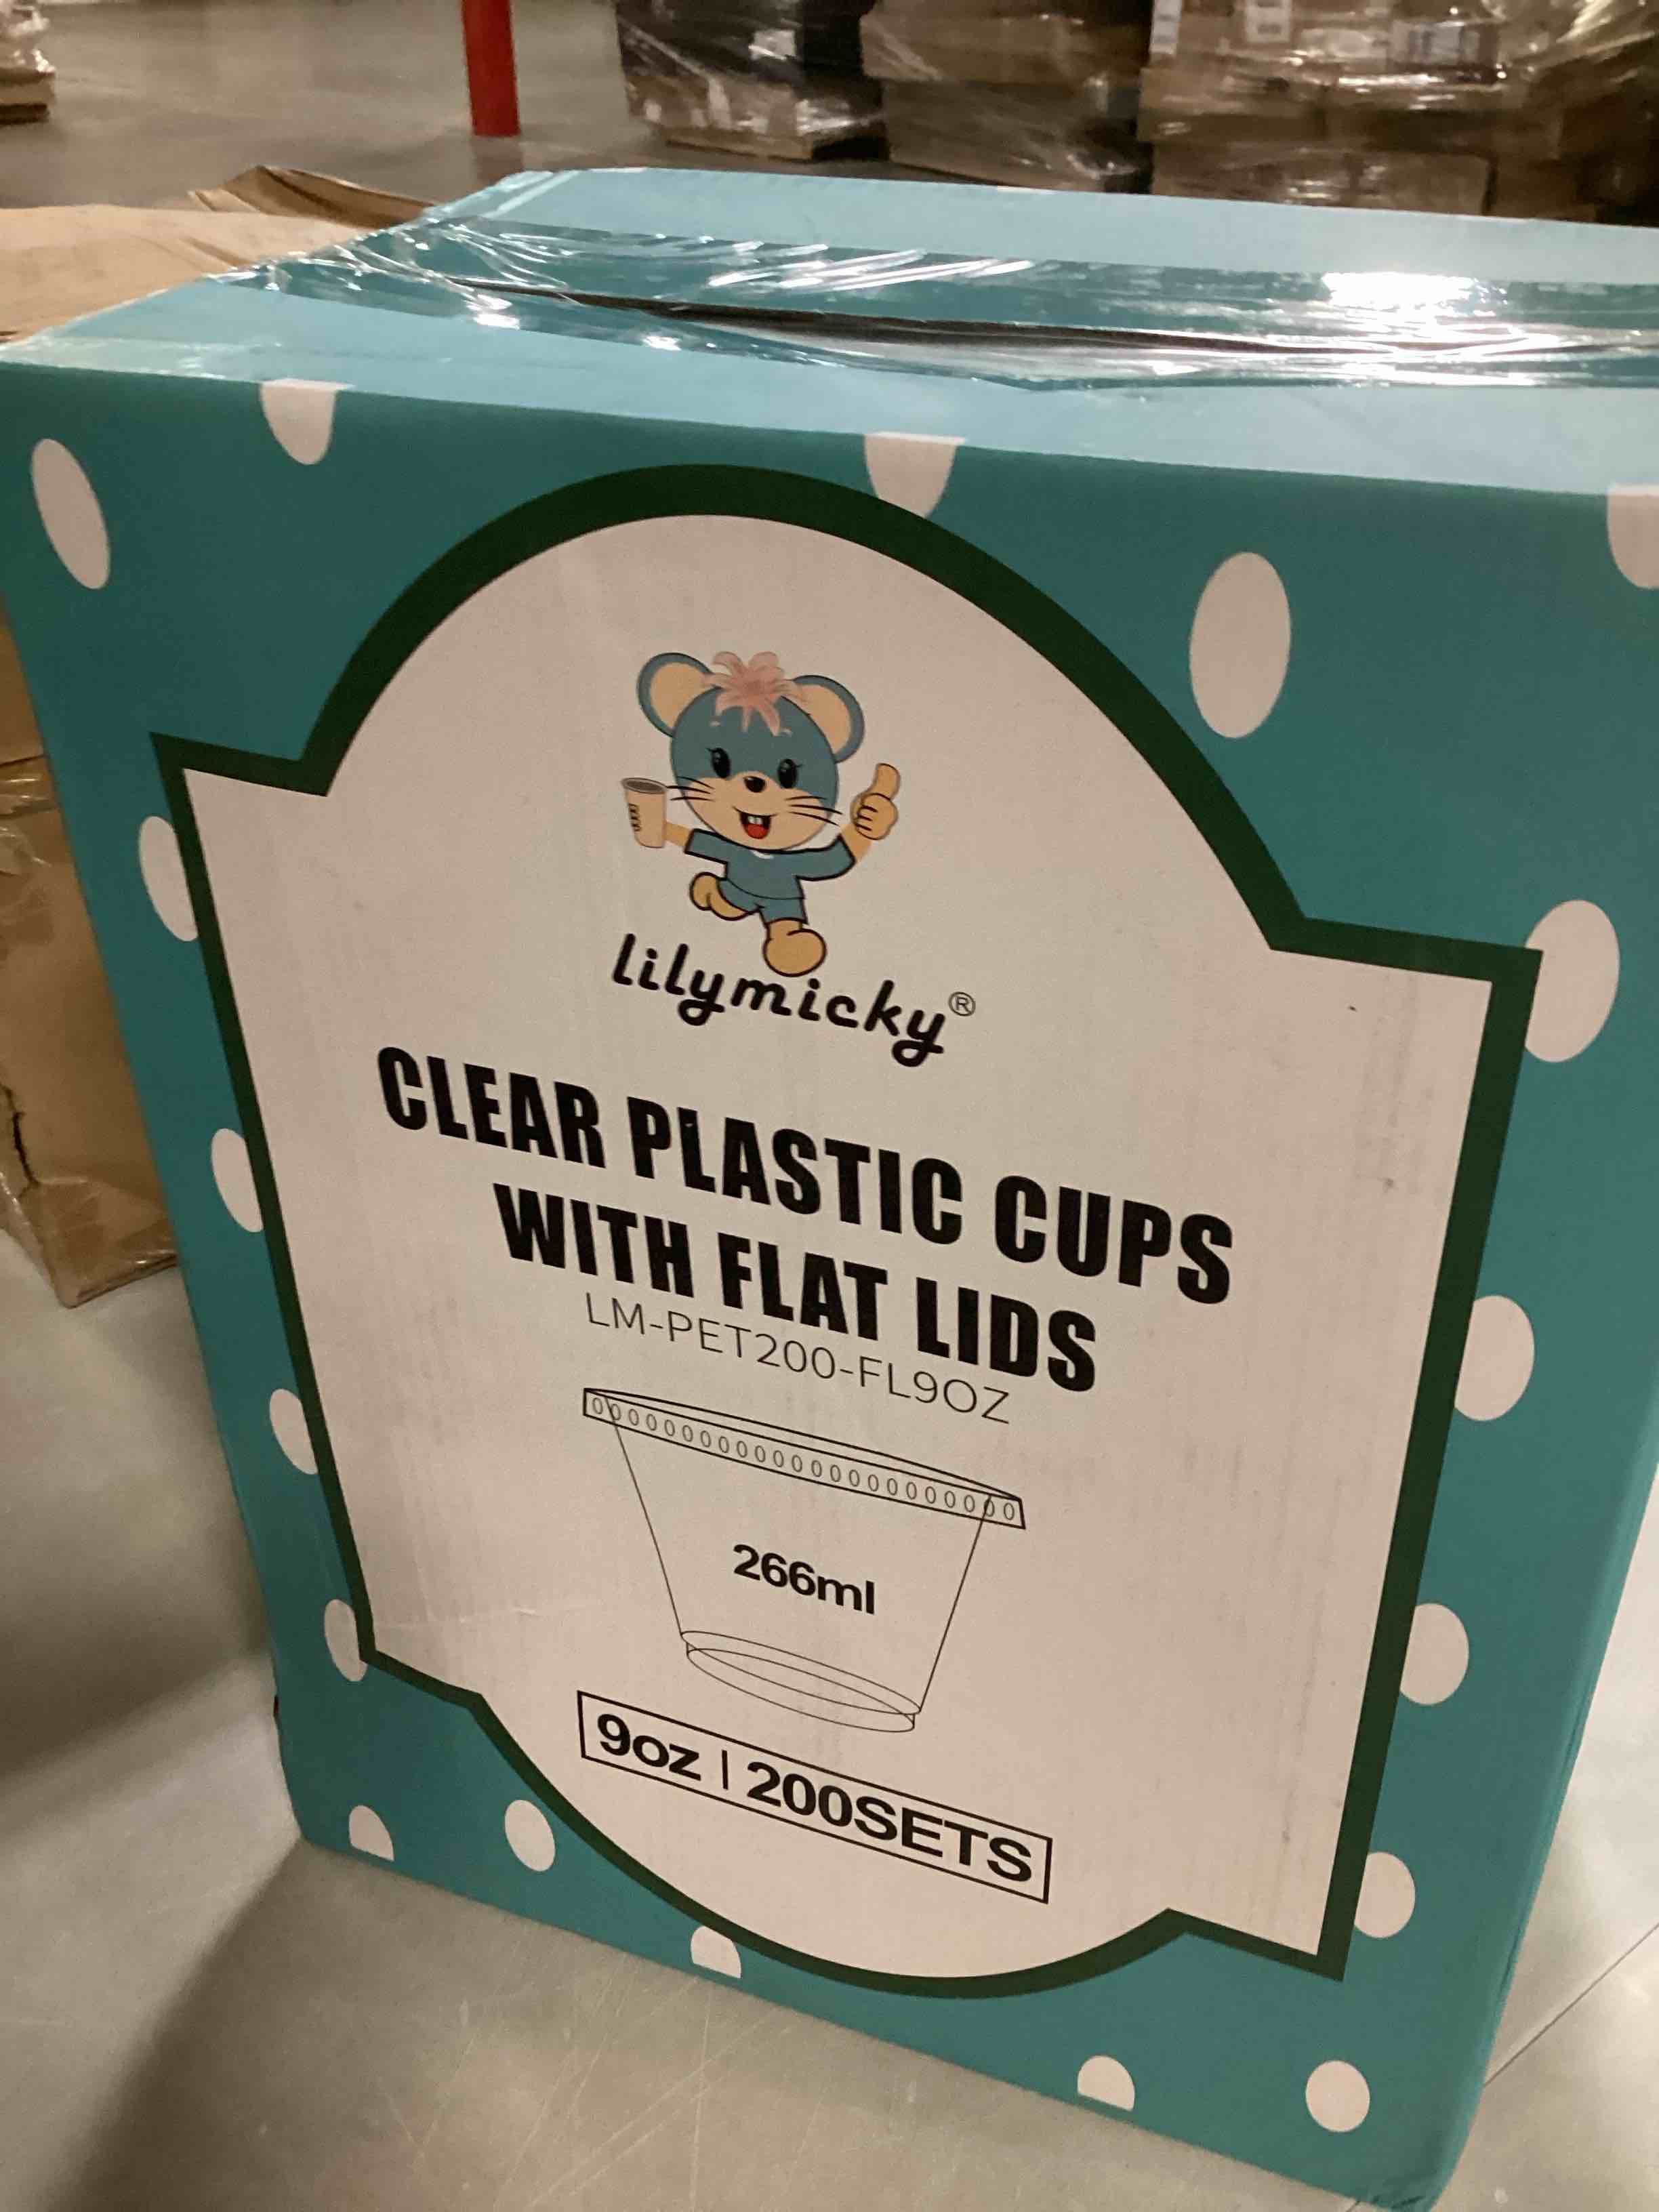 lilymicky®
CLEAR PLASTIC CUPS
WITH FLAT LIDS
LM-PET200-FL9OZ
266ml
9oz | 200SETS